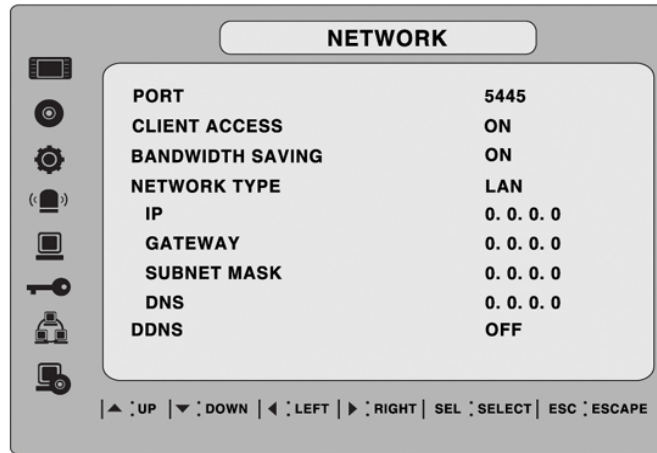 NETWORK
PORT 5445
CLIENT ACCESS ON
BANDWIDTH SAVING ON
NETWORK TYPE LAN
IP 0. 0. 0. 0
GATEWAY 0. 0. 0. 0
SUBNET MASK 0. 0. 0. 0
DNS 0. 0. 0. 0
DDNS OFF
▲ : UP | ▼ : DOWN | ◀ : LEFT | ▶ : RIGHT | SEL : SELECT | ESC : ESCAPE